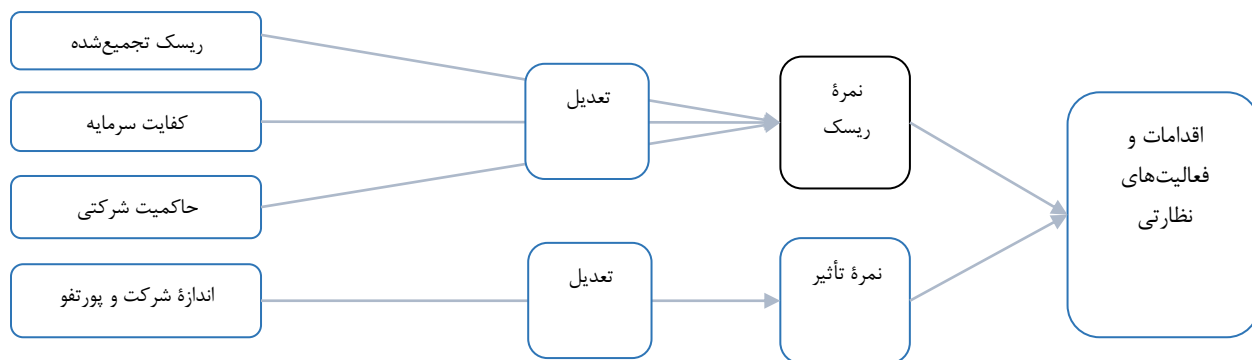 ریسک تجمیع‌شده
کفایت سرمایه
حاکمیت شرکتی
اندازهٔ شرکت و پورتفو
تعدیل
تعدیل
نمرهٔ
ریسک
نمرهٔ تأثیر
اقدامات و
فعالیت‌های
نظارتی